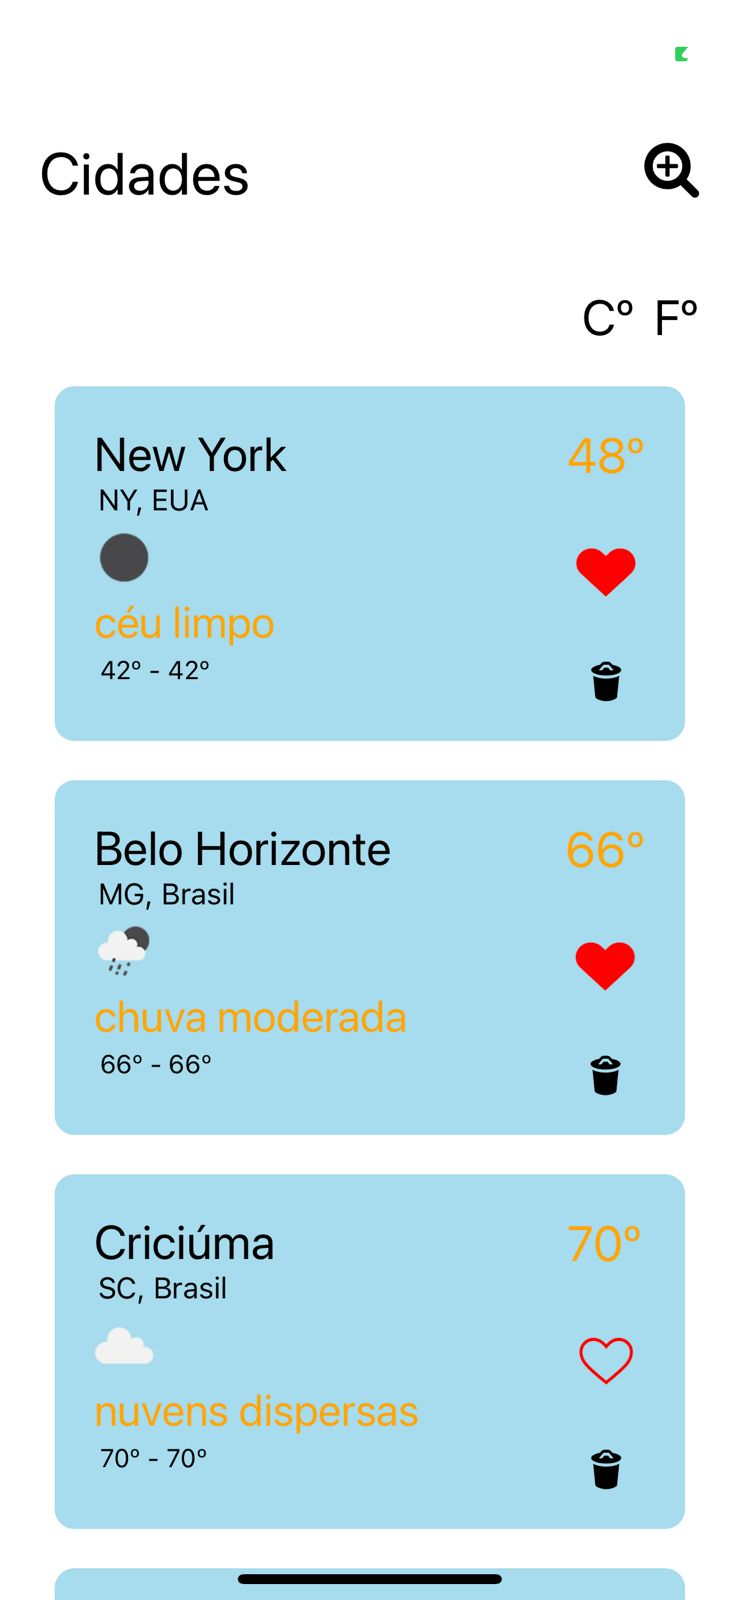 Cidades
Cº Fº
New York
48º
NY, EUA
céu limpo
42º - 42º
Belo Horizonte
66º
MG, Brasil
chuva moderada
66º - 66º
Criciúma
70º
SC, Brasil
nuvens dispersas
70º - 70º